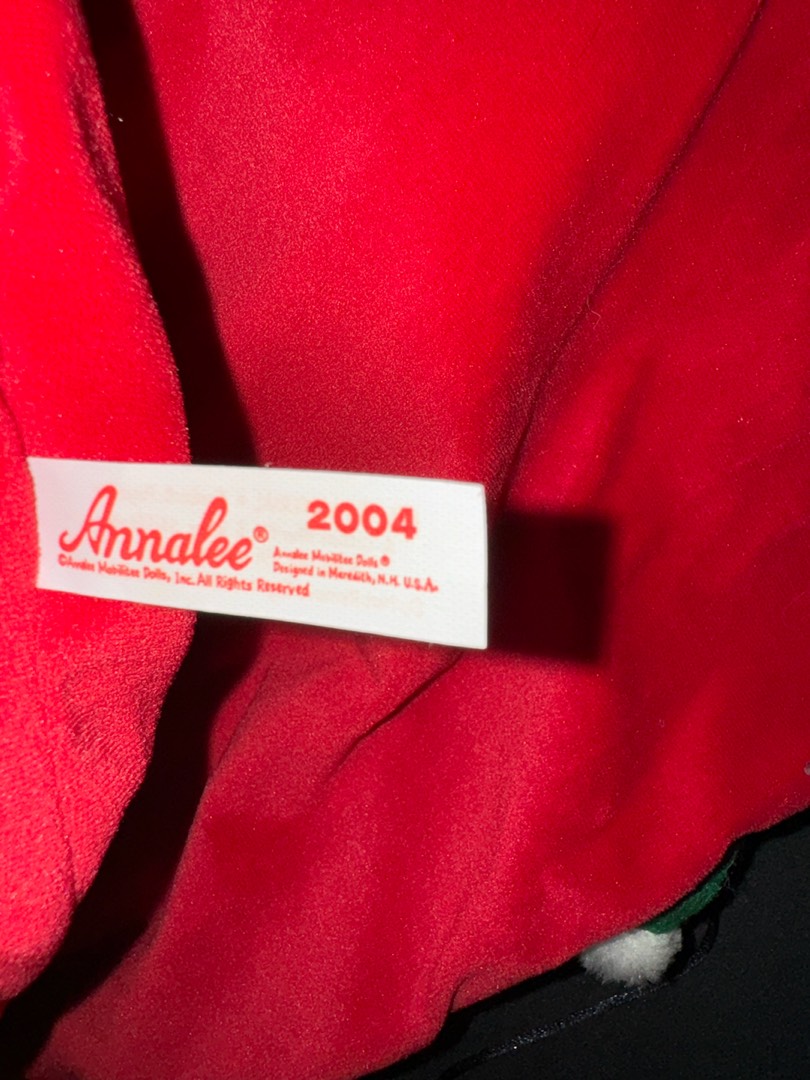 Annalee® 2004
Annalee Mobilitee Dolls®
Designed in Meredith, N.H. U.S.A.
©Annalee Mobilitee Dolls, Inc. All Rights Reserved